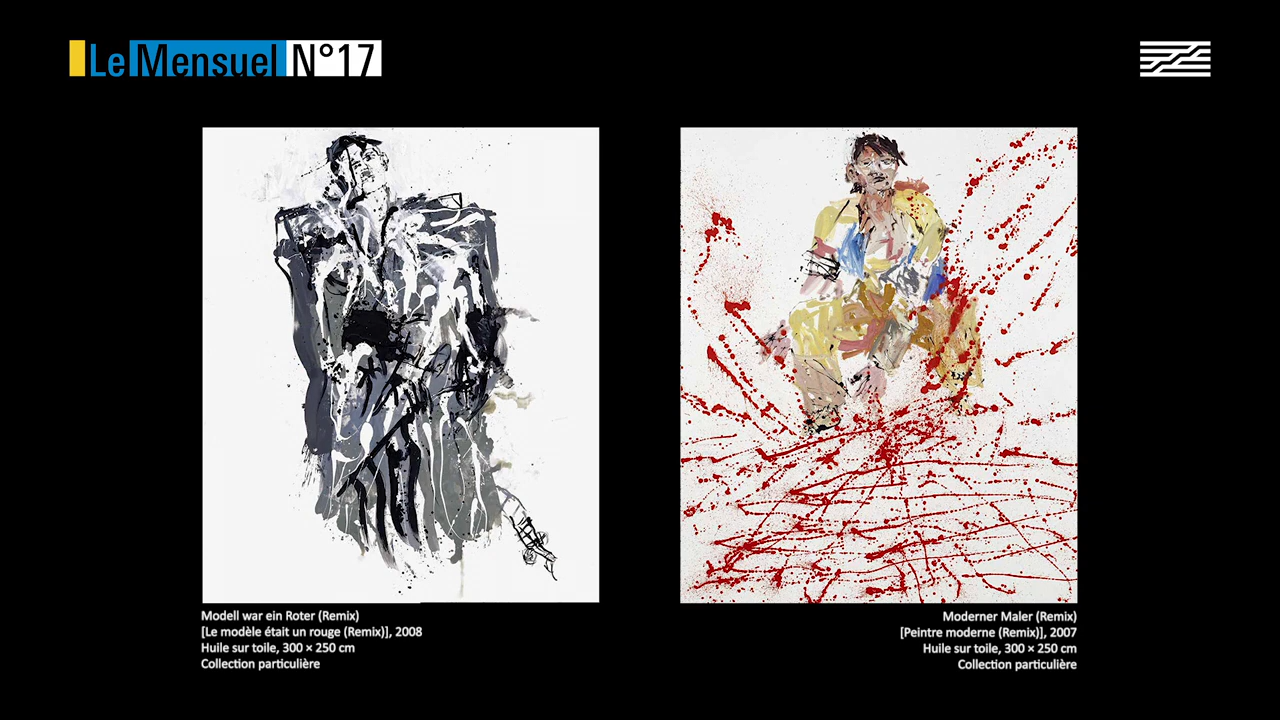 Le Mensuel N°17
Modell war ein Roter (Remix)
[Le modèle était un rouge (Remix)], 2008
Huile sur toile, 300 × 250 cm
Collection particulière
Moderner Maler (Remix)
[Peintre moderne (Remix)], 2007
Huile sur toile, 300 × 250 cm
Collection particulière